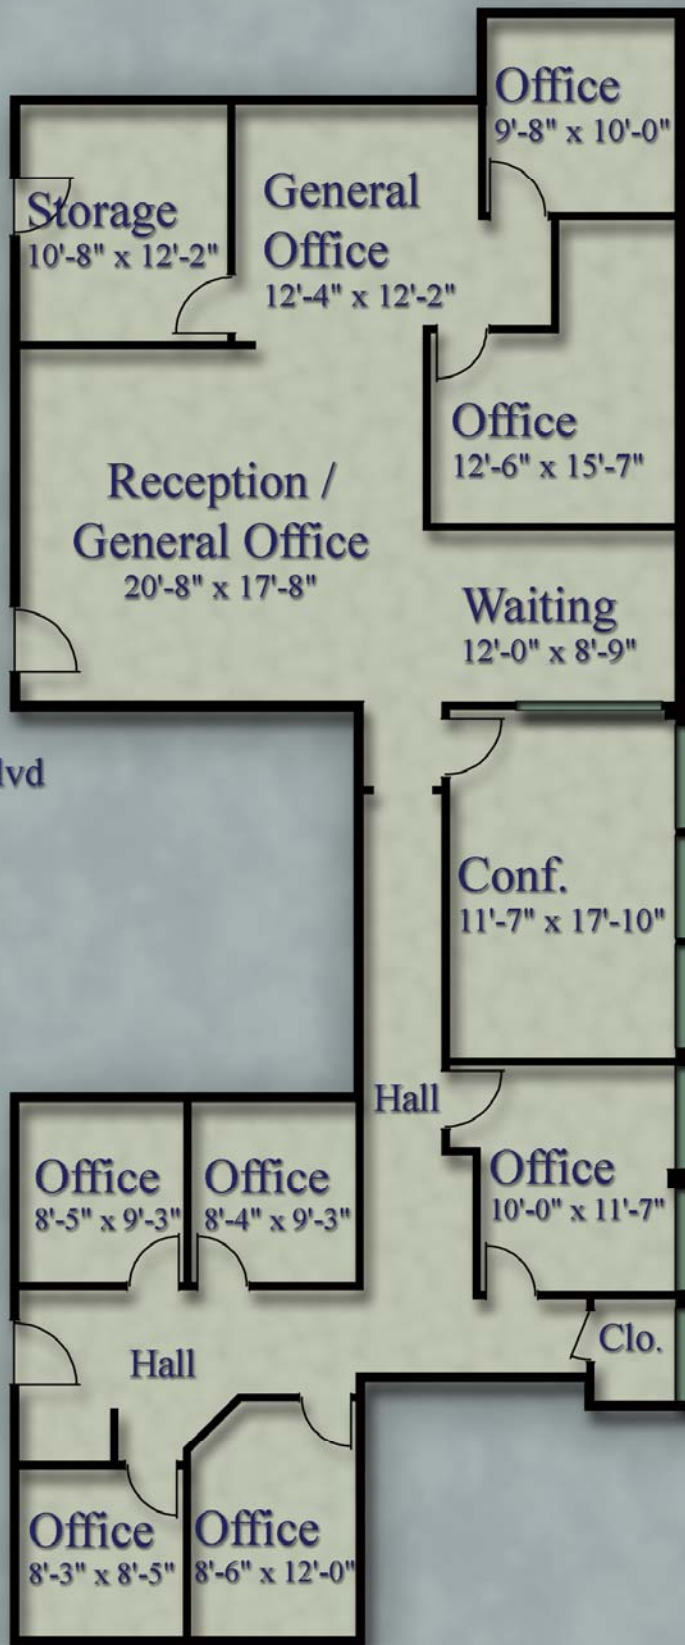 Office
9'-8" x 10'-0"
Storage
10'-8" x 12'-2"
General
Office
12'-4" x 12'-2"
Office
12'-6" x 15'-7"
Reception /
General Office
20'-8" x 17'-8"
Waiting
12'-0" x 8'-9"
lvd
Conf.
11'-7" x 17'-10"
Hall
Office
8'-5" x 9'-3"
Office
8'-4" x 9'-3"
Office
10'-0" x 11'-7"
Hall
Clo.
Office
8'-3" x 8'-5"
Office
8'-6" x 12'-0"